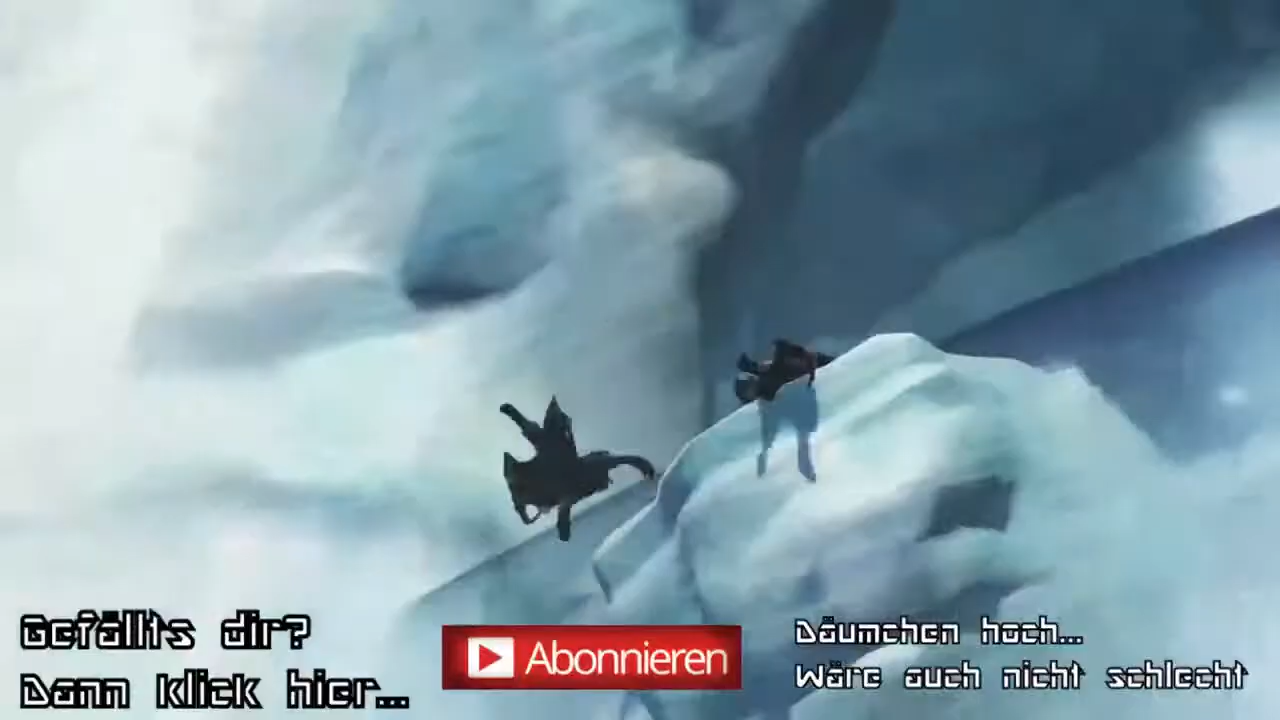 Gefällts dir?
Dann klick hier...
Abonnieren
Däumchen hoch...
Wäre auch nicht schlecht